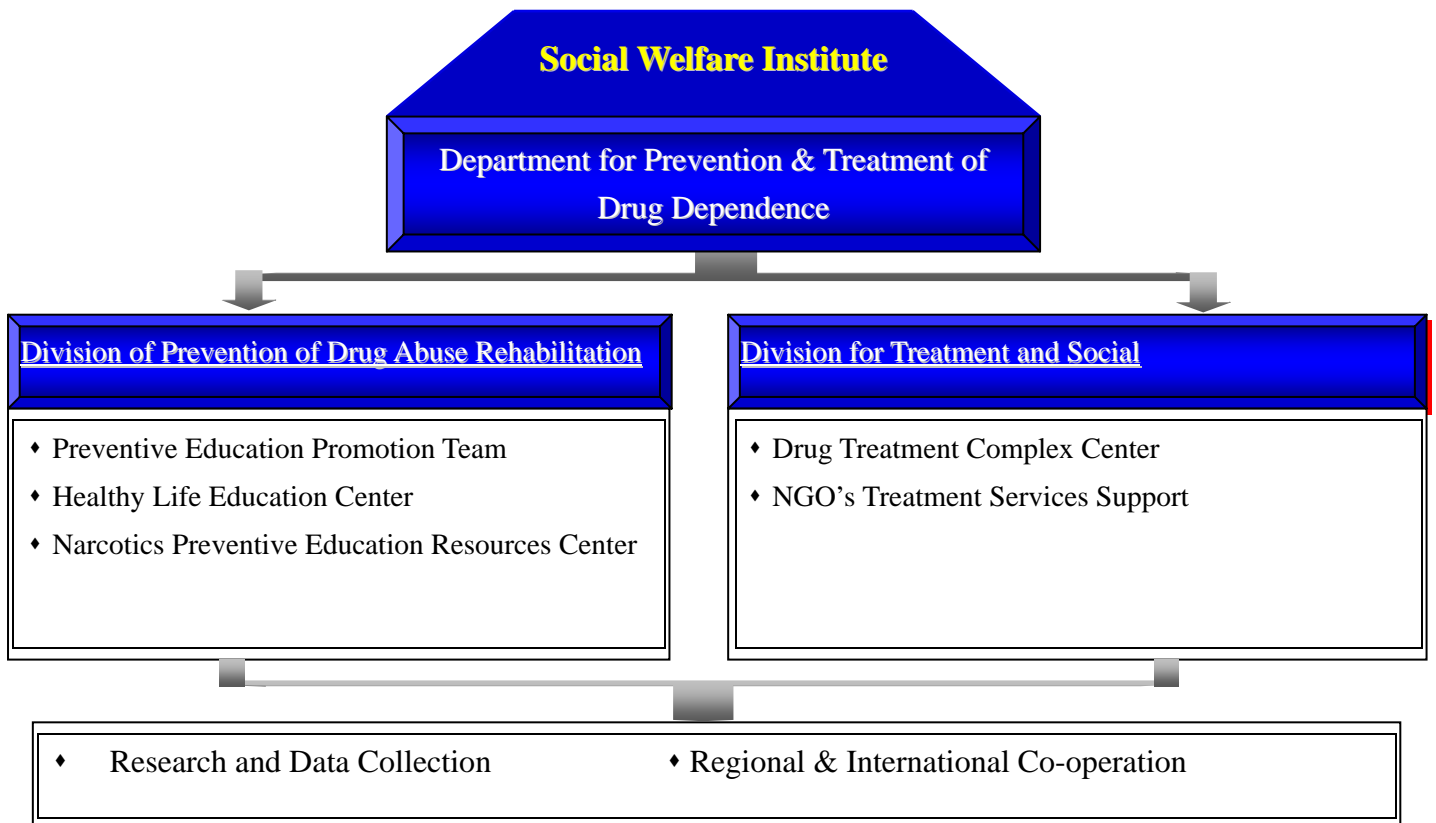 Social Welfare Institute
Department for Prevention & Treatment of
Drug Dependence
Division of Prevention of Drug Abuse Rehabilitation
♦ Preventive Education Promotion Team
♦ Healthy Life Education Center
♦ Narcotics Preventive Education Resources Center
Division for Treatment and Social
♦ Drug Treatment Complex Center
♦ NGO’s Treatment Services Support
♦ Research and Data Collection ♦ Regional & International Co-operation